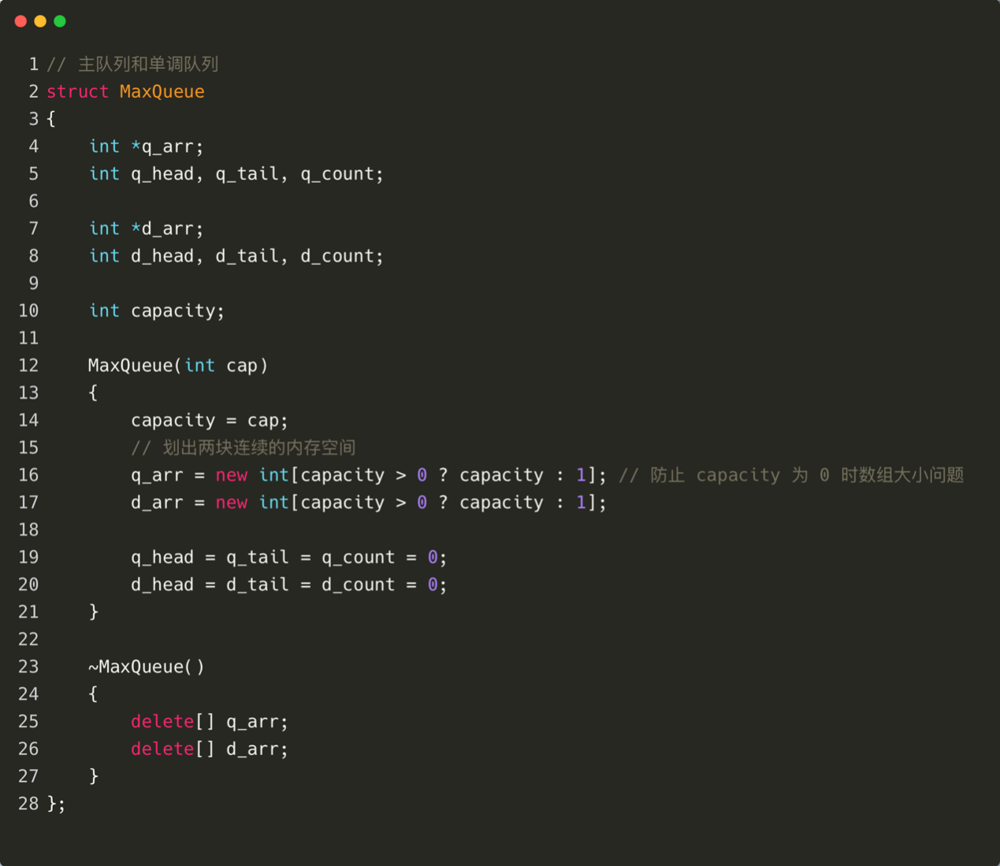 1 // 主队列和单调队列
2 struct MaxQueue
3 {
4     int *q_arr;
5     int q_head, q_tail, q_count;
6
7     int *d_arr;
8     int d_head, d_tail, d_count;
9
10     int capacity;
11
12     MaxQueue(int cap)
13     {
14         capacity = cap;
15         // 划出两块连续的内存空间
16         q_arr = new int[capacity > 0 ? capacity : 1]; // 防止 capacity 为 0 时数组大小问题
17         d_arr = new int[capacity > 0 ? capacity : 1];
18
19         q_head = q_tail = q_count = 0;
20         d_head = d_tail = d_count = 0;
21     }
22
23     ~MaxQueue()
24     {
25         delete[] q_arr;
26         delete[] d_arr;
27     }
28 };